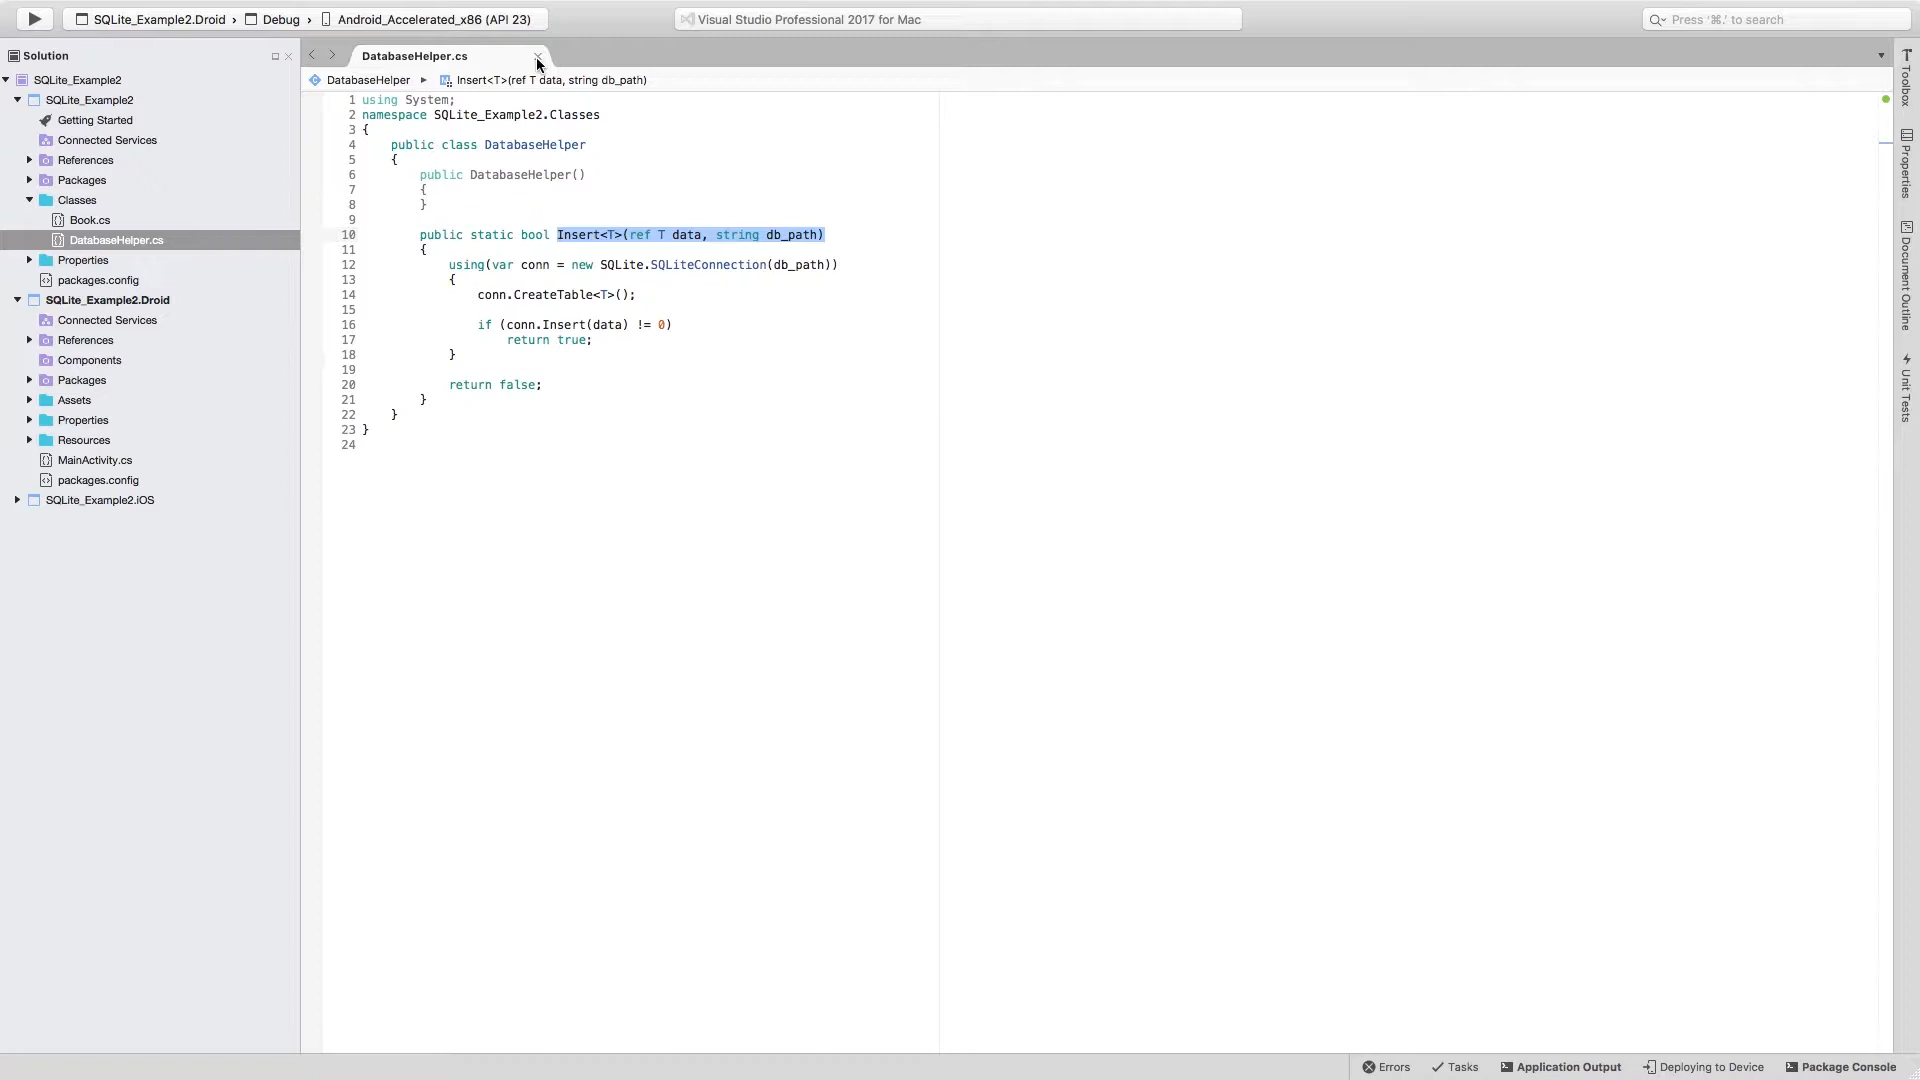 SQLite_Example2.Droid › Debug › Android_Accelerated_x86 (API 23)
Visual Studio Professional 2017 for Mac
Press '⌘.' to search
Solution
SQLite_Example2
SQLite_Example2
Getting Started
Connected Services
References
Packages
Classes
Book.cs
DatabaseHelper.cs
Properties
packages.config
SQLite_Example2.Droid
Connected Services
References
Components
Packages
Assets
Properties
Resources
MainActivity.cs
packages.config
SQLite_Example2.iOS
DatabaseHelper.cs
DatabaseHelper ▸ Insert<T>(ref T data, string db_path)
1 using System;
2 namespace SQLite_Example2.Classes
3 {
4     public class DatabaseHelper
5     {
6         public DatabaseHelper()
7         {
8         }
9
10         public static bool Insert<T>(ref T data, string db_path)
11         {
12             using(var conn = new SQLite.SQLiteConnection(db_path))
13             {
14                 conn.CreateTable<T>();
15
16                 if (conn.Insert(data) != 0)
17                     return true;
18             }
19
20             return false;
21         }
22     }
23 }
24
Toolbox
Properties
Document Outline
Unit Tests
Errors
Tasks
Application Output
Deploying to Device
Package Console